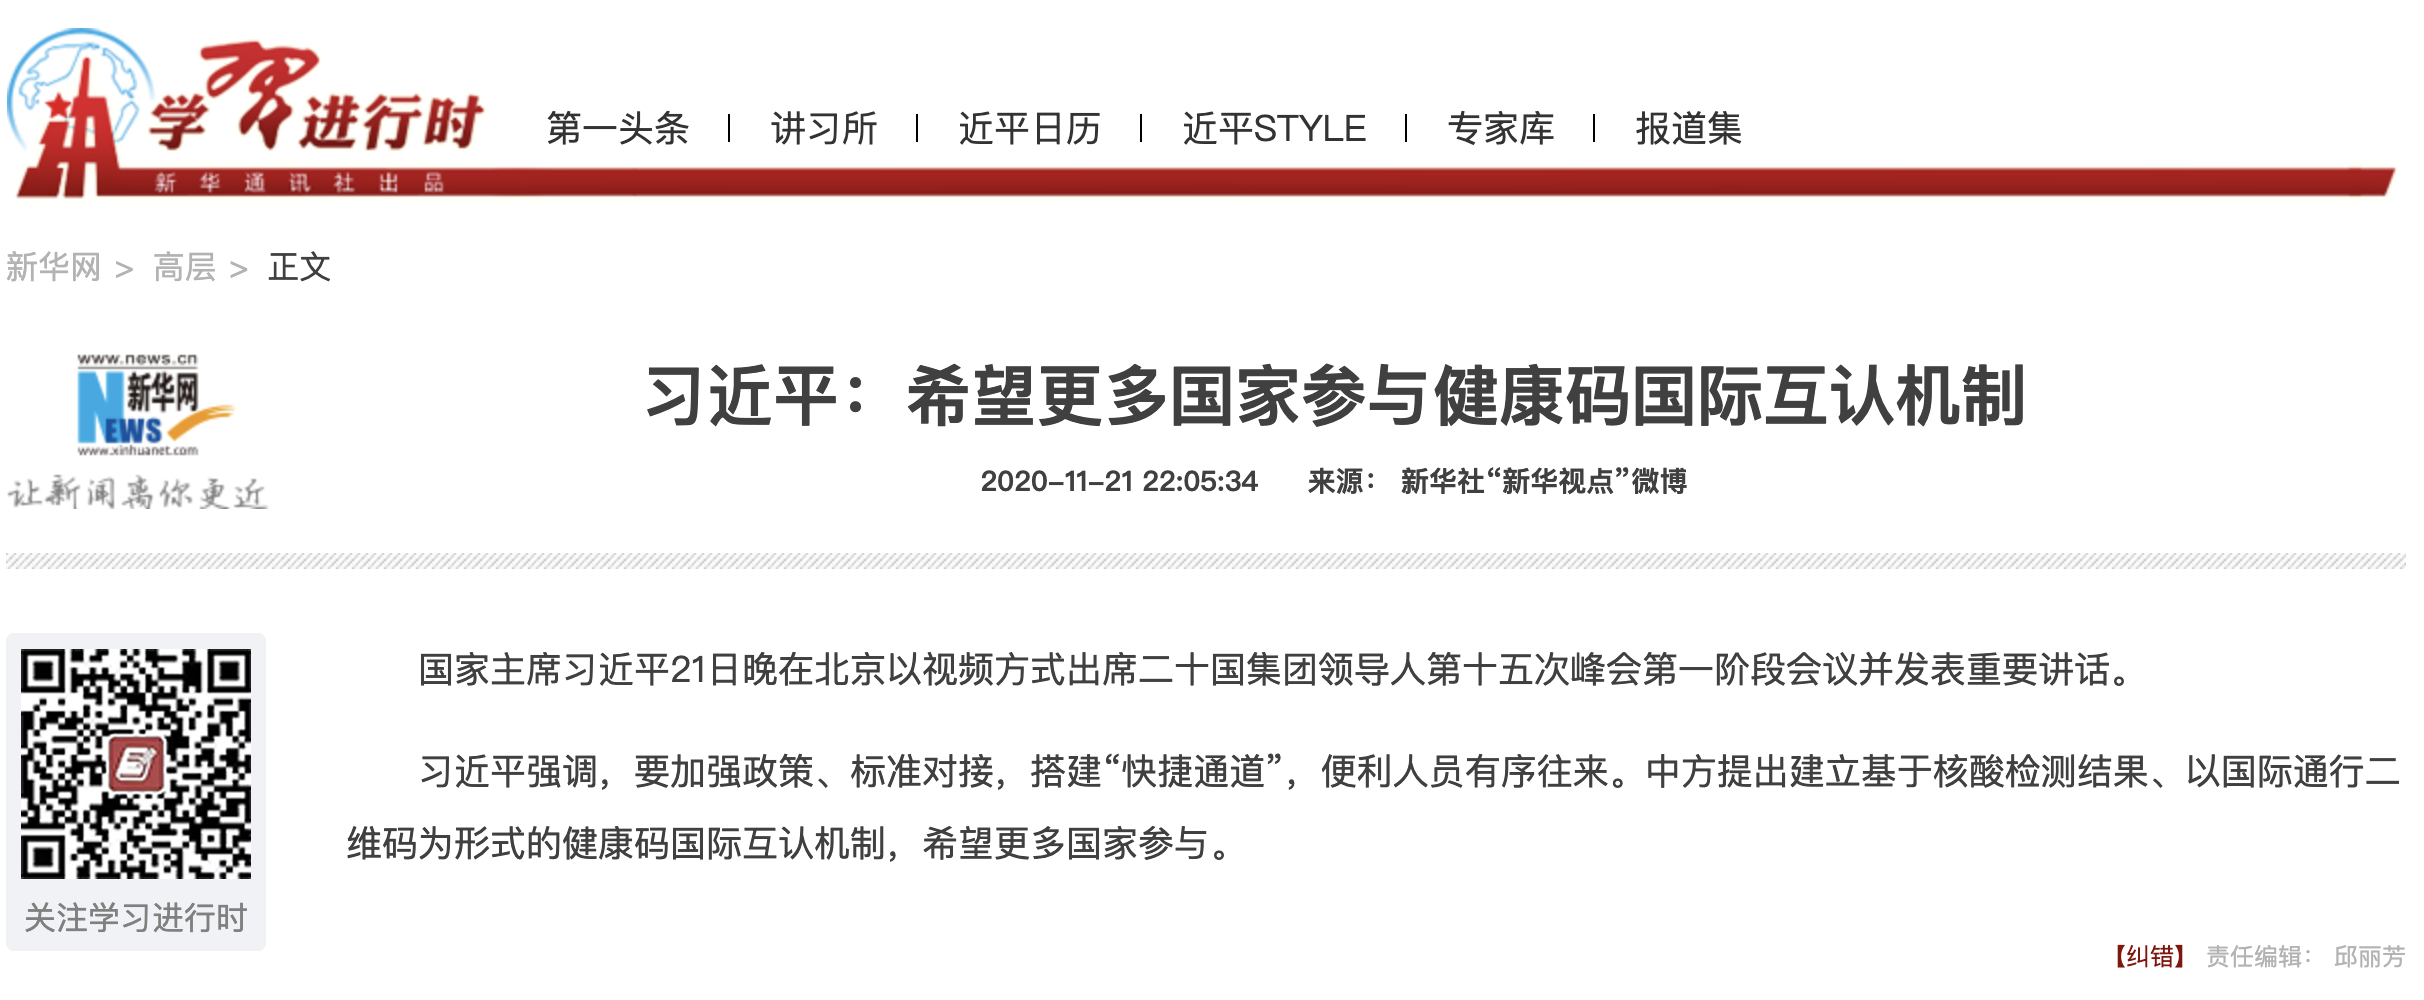 学习进行时
第一头条 | 讲习所 | 近平日历 | 近平STYLE | 专家库 | 报道集
新华通讯社出品
新华网 > 高层 > 正文
www.news.cn
新华网
NEWS
www.xinhuanet.com
让新闻离你更近
习近平：希望更多国家参与健康码国际互认机制
2020-11-21 22:05:34 来源： 新华社“新华视点”微博
国家主席习近平21日晚在北京以视频方式出席二十国集团领导人第十五次峰会第一阶段会议并发表重要讲话。
习近平强调，要加强政策、标准对接，搭建“快捷通道”，便利人员有序往来。中方提出建立基于核酸检测结果、以国际通行二
维码为形式的健康码国际互认机制，希望更多国家参与。
关注学习进行时
【纠错】 责任编辑： 邱丽芳